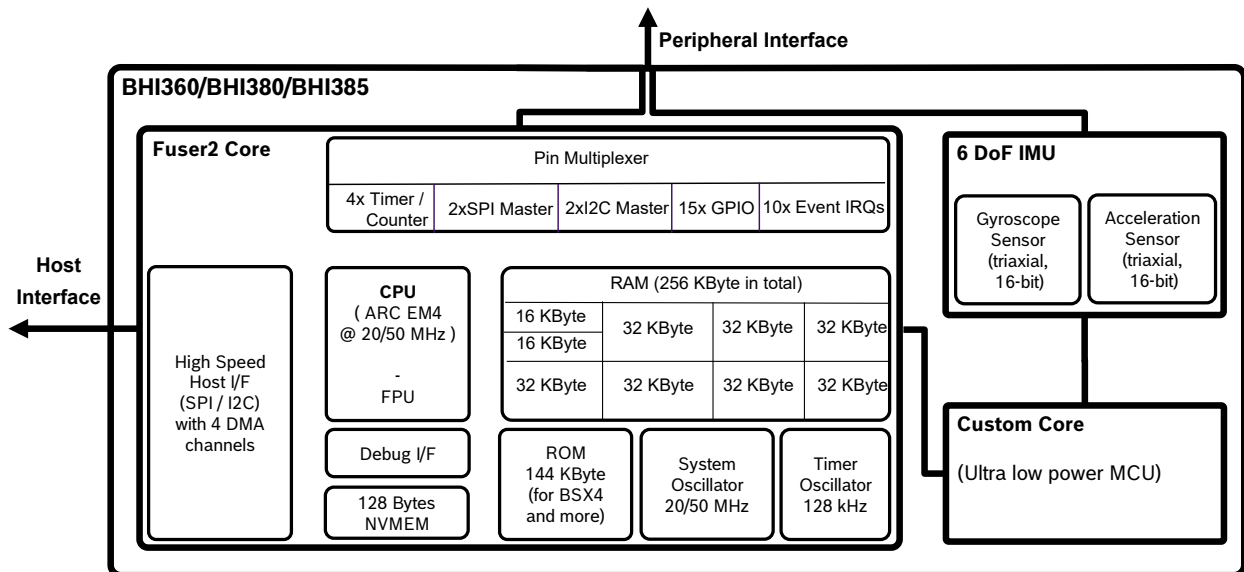 Peripheral Interface
BHI360/BHI380/BHI385
Fuser2 Core
Pin Multiplexer
4x Timer /
Counter
2xSPI Master
2xI2C Master
15x GPIO
10x Event IRQs
6 DoF IMU
Gyroscope
Sensor
(triaxial,
16-bit)
Acceleration
Sensor
(triaxial,
16-bit)
Host
Interface
High Speed
Host I/F
(SPI / I2C)
with 4 DMA
channels
CPU
( ARC EM4
@ 20/50 MHz )
-
FPU
RAM (256 KByte in total)
16 KByte
16 KByte
32 KByte
32 KByte
32 KByte
32 KByte
32 KByte
32 KByte
32 KByte
Debug I/F
128 Bytes
NVMEM
ROM
144 KByte
(for BSX4
and more)
System
Oscillator
20/50 MHz
Timer
Oscillator
128 kHz
Custom Core
(Ultra low power MCU)